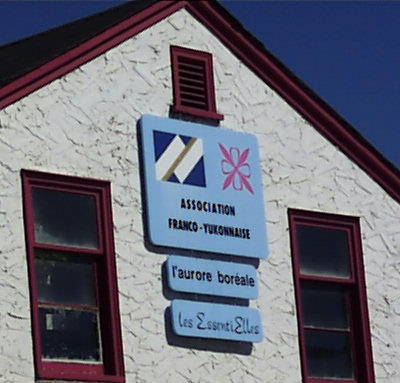 ASSOCIATION
FRANCO-YUKONNAISE
l'aurore boréale
les EssentiElles